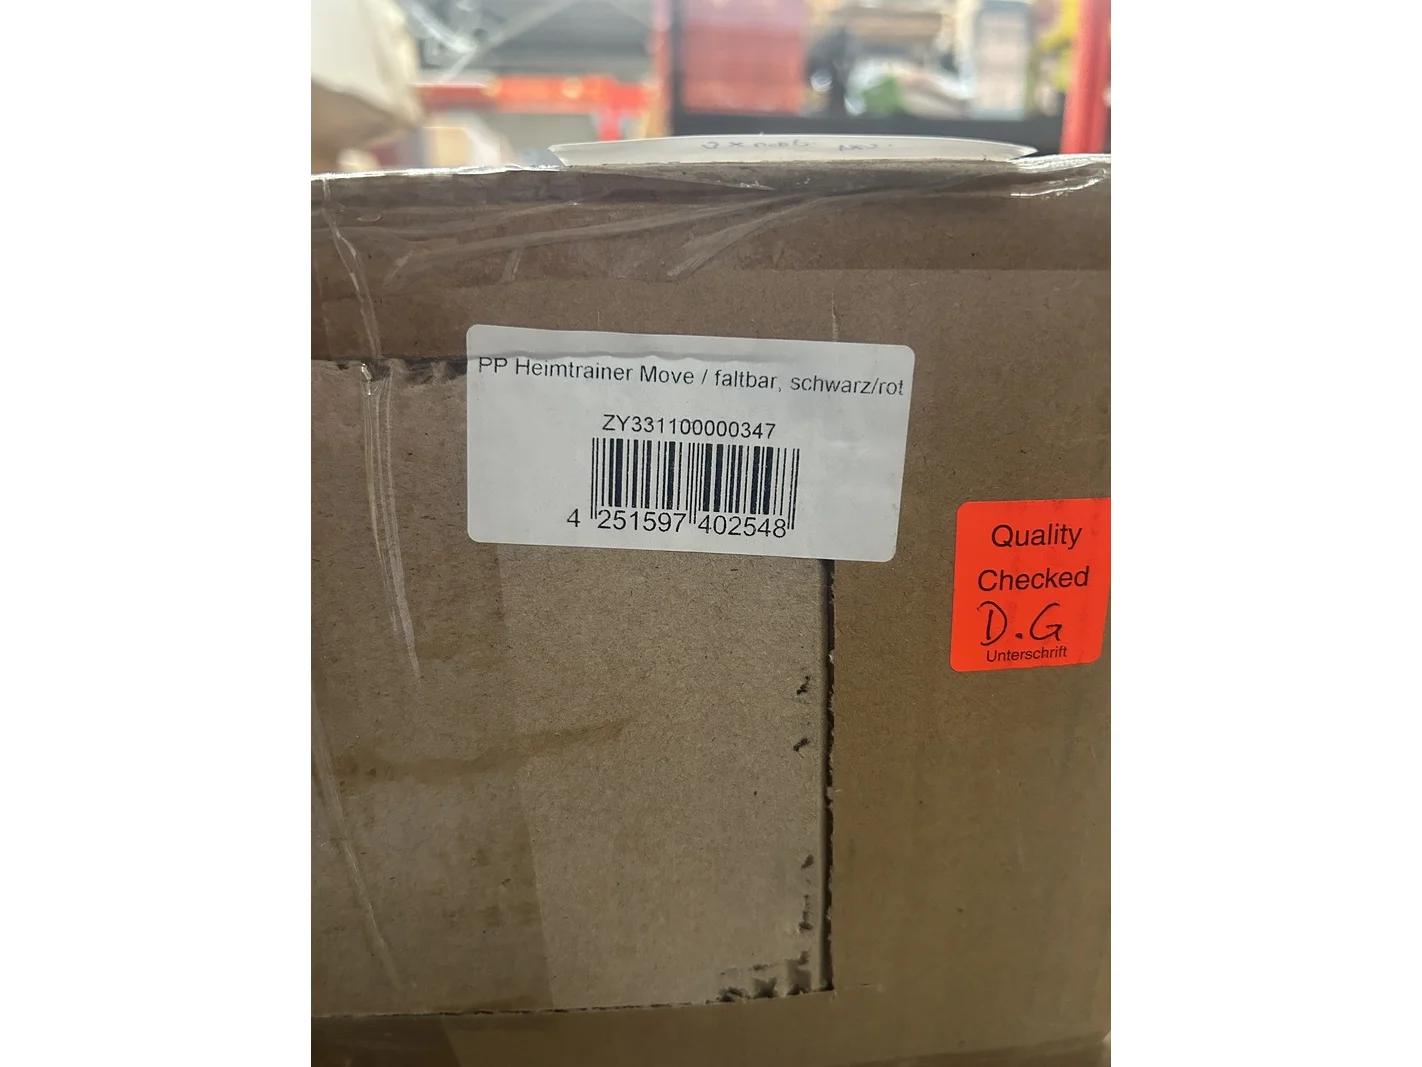 PP Heimtrainer Move / faltbar, schwarz/rot
ZY331100000347
4 251597 402548
Quality
Checked
D.G
Unterschrift